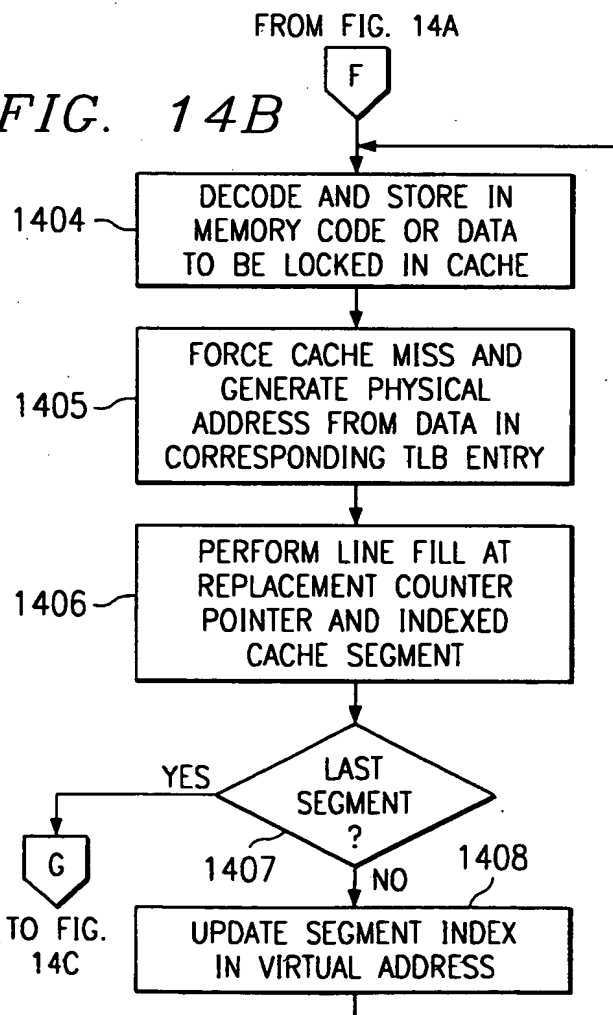 FROM FIG. 14A
F
FIG. 14B
1404
DECODE AND STORE IN
MEMORY CODE OR DATA
TO BE LOCKED IN CACHE
1405
FORCE CACHE MISS AND
GENERATE PHYSICAL
ADDRESS FROM DATA IN
CORRESPONDING TLB ENTRY
1406
PERFORM LINE FILL AT
REPLACEMENT COUNTER
POINTER AND INDEXED
CACHE SEGMENT
YES
LAST
SEGMENT
?
1407
G
TO FIG.
14C
NO
1408
UPDATE SEGMENT INDEX
IN VIRTUAL ADDRESS